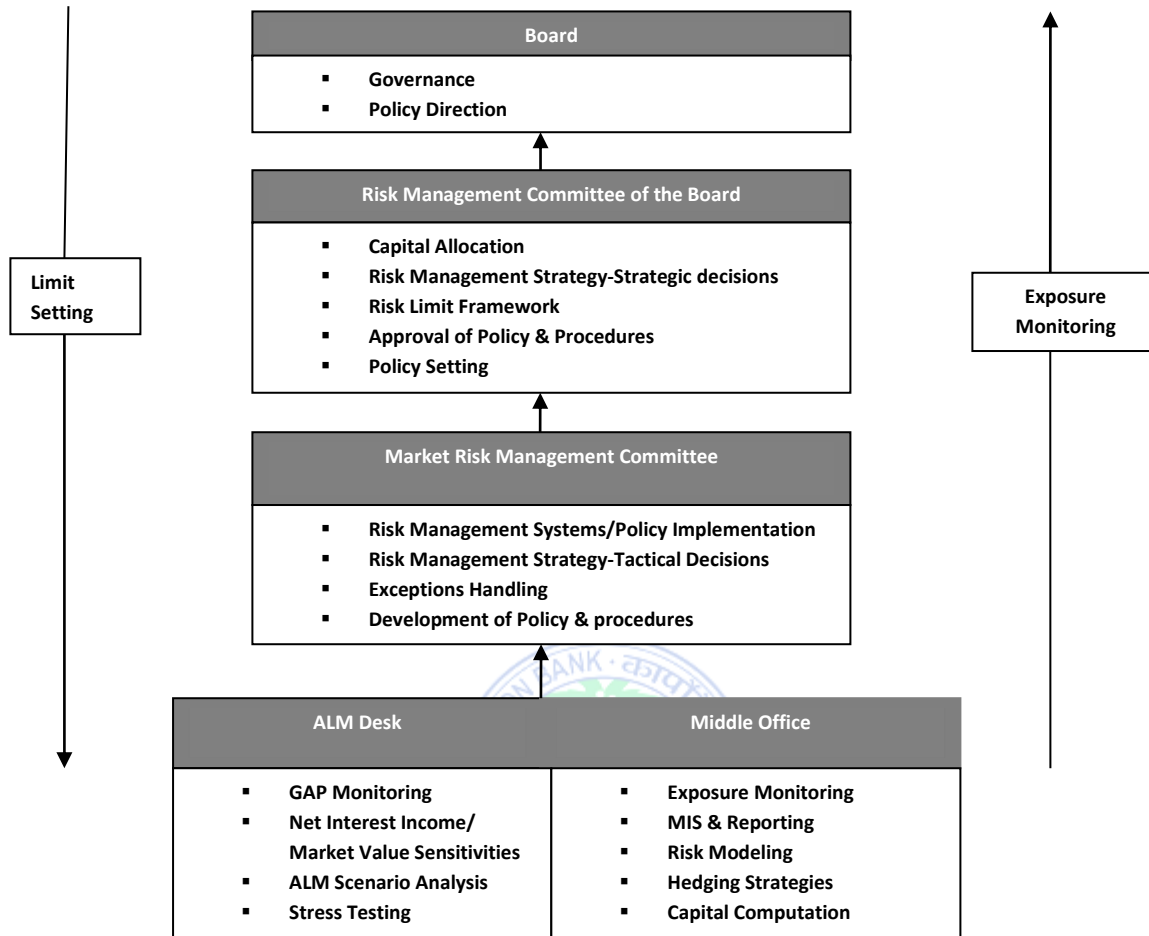 Board
▪ Governance
▪ Policy Direction
Risk Management Committee of the Board
▪ Capital Allocation
▪ Risk Management Strategy-Strategic decisions
▪ Risk Limit Framework
▪ Approval of Policy & Procedures
▪ Policy Setting
Limit
Setting
Exposure
Monitoring
Market Risk Management Committee
▪ Risk Management Systems/Policy Implementation
▪ Risk Management Strategy-Tactical Decisions
▪ Exceptions Handling
▪ Development of Policy & procedures
BANK
ALM Desk
▪ GAP Monitoring
▪ Net Interest Income/
Market Value Sensitivities
▪ ALM Scenario Analysis
▪ Stress Testing
Middle Office
▪ Exposure Monitoring
▪ MIS & Reporting
▪ Risk Modeling
▪ Hedging Strategies
▪ Capital Computation